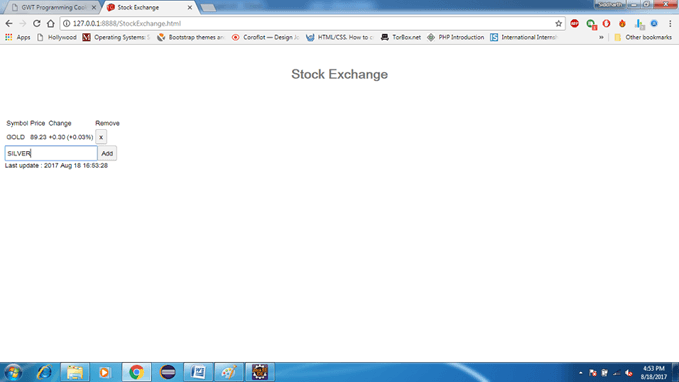 GWT Programming Cod
Stock Exchange
Siddharth
127.0.0.1:8888/StockExchange.html
Apps Hollywood Operating Systems: S Bootstrap themes an Coroflot — Design Jo HTML/CSS. How to c TorBox.net PHP Introduction International Internsh » Other bookmarks
Stock Exchange
Symbol Price Change Remove
GOLD 89.23 +0.30 (+0.03%) x
SILVER Add
Last update : 2017 Aug 18 16:53:28
4:53 PM
8/18/2017